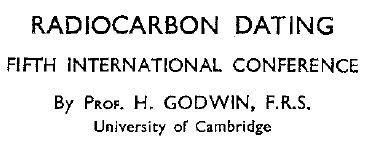 RADIOCARBON DATING
FIFTH INTERNATIONAL CONFERENCE
By PROF. H. GODWIN, F.R.S.
University of Cambridge